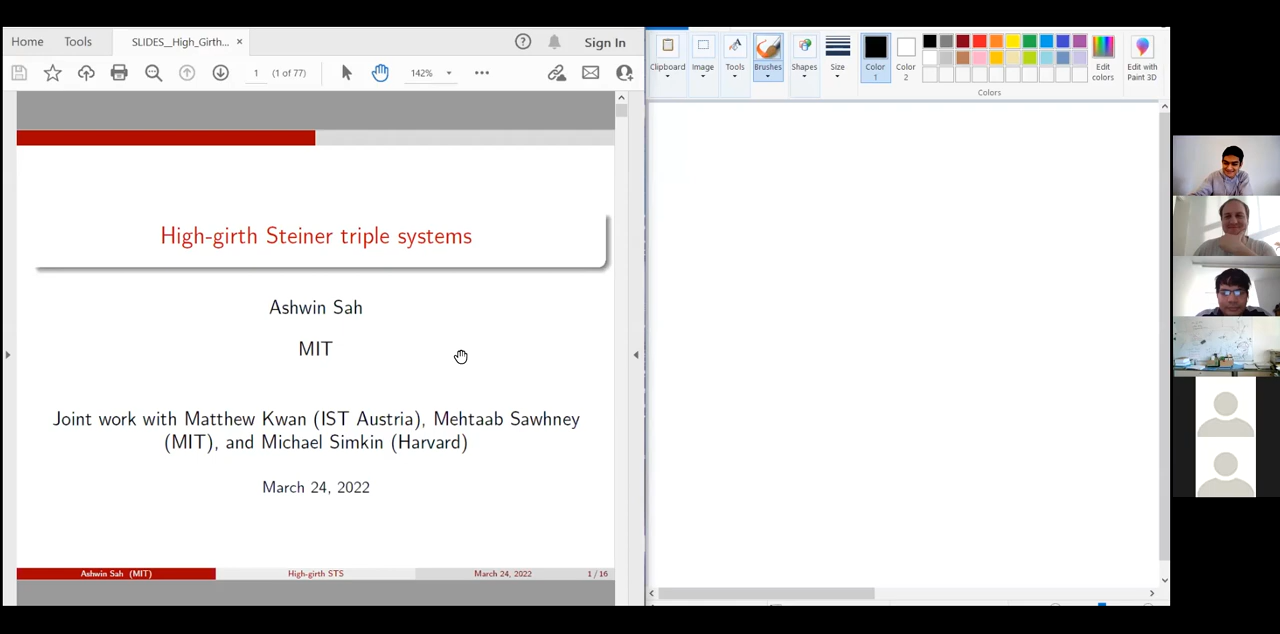 Home Tools SLIDES__High_Girth... × Sign In
1 (1 of 77) 142%
High-girth Steiner triple systems
Ashwin Sah
MIT
Joint work with Matthew Kwan (IST Austria), Mehtaab Sawhney
(MIT), and Michael Simkin (Harvard)
March 24, 2022
Ashwin Sah (MIT) High-girth STS March 24, 2022 1 / 16
Clipboard Image Tools Brushes Shapes Size Color 1 Color 2 Edit colors Edit with Paint 3D
Colors